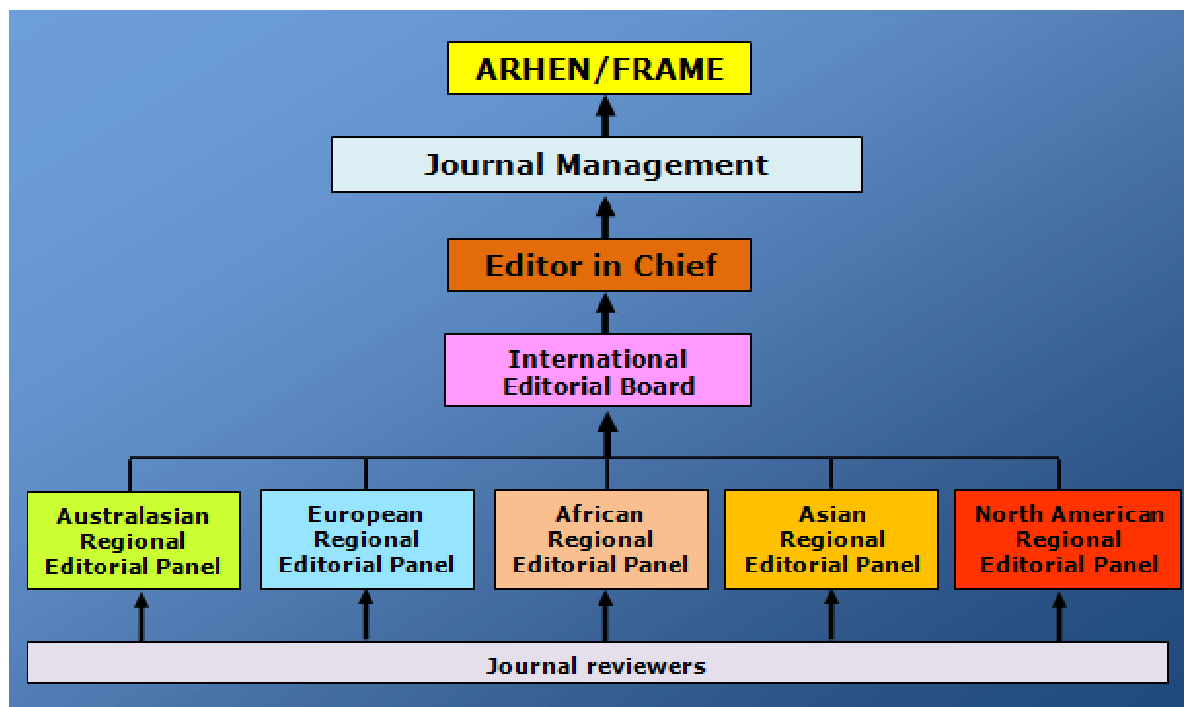 ARHEN/FRAME
Journal Management
Editor in Chief
International
Editorial Board
Australasian
Regional
Editorial Panel
European
Regional
Editorial Panel
African
Regional
Editorial Panel
Asian
Regional
Editorial Panel
North American
Regional
Editorial Panel
Journal reviewers